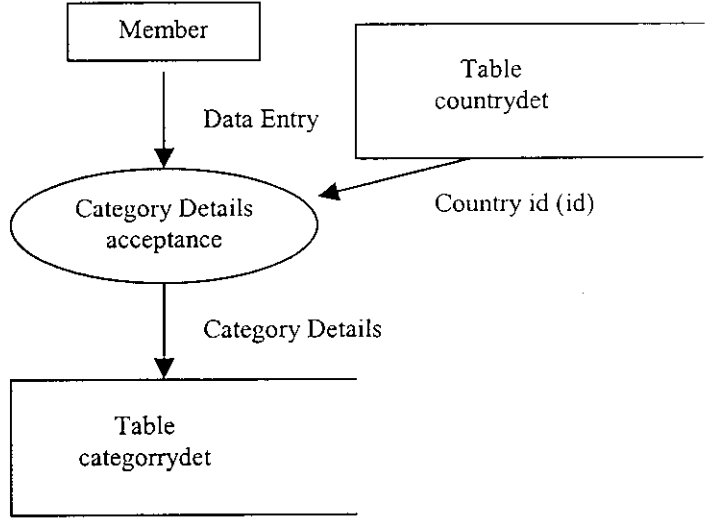 Member
Table
countrydet
Data Entry
Category Details
acceptance
Country id (id)
Category Details
Table
categorrydet